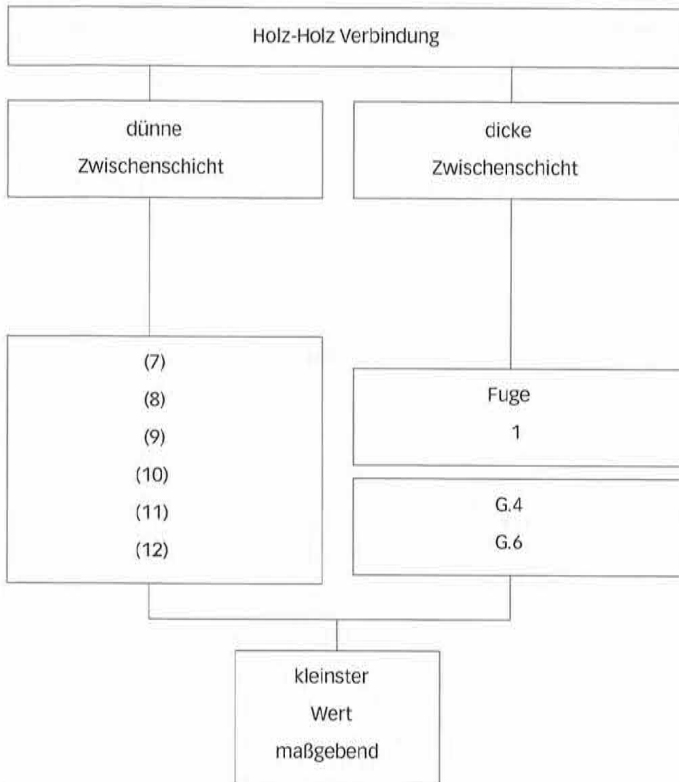 Holz-Holz Verbindung
dünne
Zwischenschicht
dicke
Zwischenschicht
(7)
(8)
(9)
(10)
(11)
(12)
Fuge
1
G.4
G.6
kleinster
Wert
maßgebend